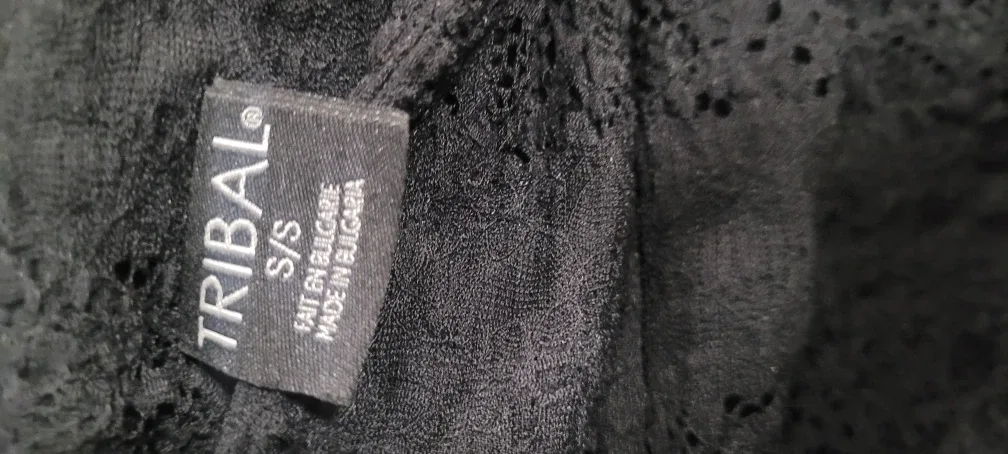 TRIBAL®
S/S
FAIT EN BULGARIE
MADE IN BULGARIA